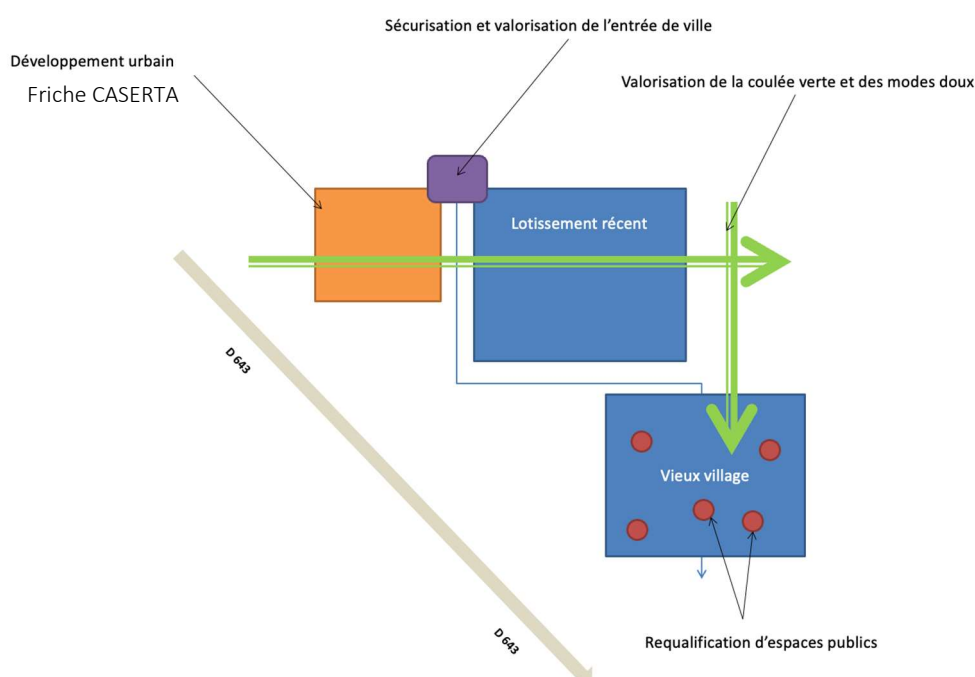 Sécurisation et valorisation de l'entrée de ville
Développement urbain
Friche CASERTA
Valorisation de la coulée verte et des modes doux
Lotissement récent
D 643
Vieux village
D 643
Requalification d'espaces publics